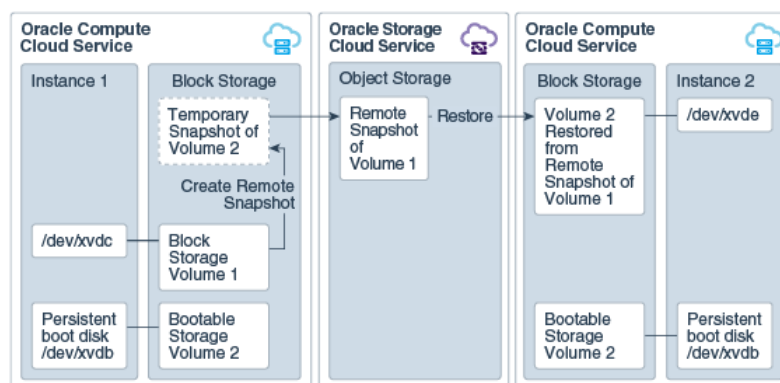 Oracle Compute
Cloud Service
Instance 1
Block Storage
Temporary
Snapshot of
Volume 2
Create Remote
Snapshot
/dev/xvdc
Block
Storage
Volume 1
Persistent
boot disk
/dev/xvdb
Bootable
Storage
Volume 2
Oracle Storage
Cloud Service
Object Storage
Remote
Snapshot
of
Volume 1
Restore
Oracle Compute
Cloud Service
Block Storage
Instance 2
Volume 2
Restored
from
Remote
Snapshot of
Volume 1
/dev/xvde
Bootable
Storage
Volume 2
Persistent
boot disk
/dev/xvdb